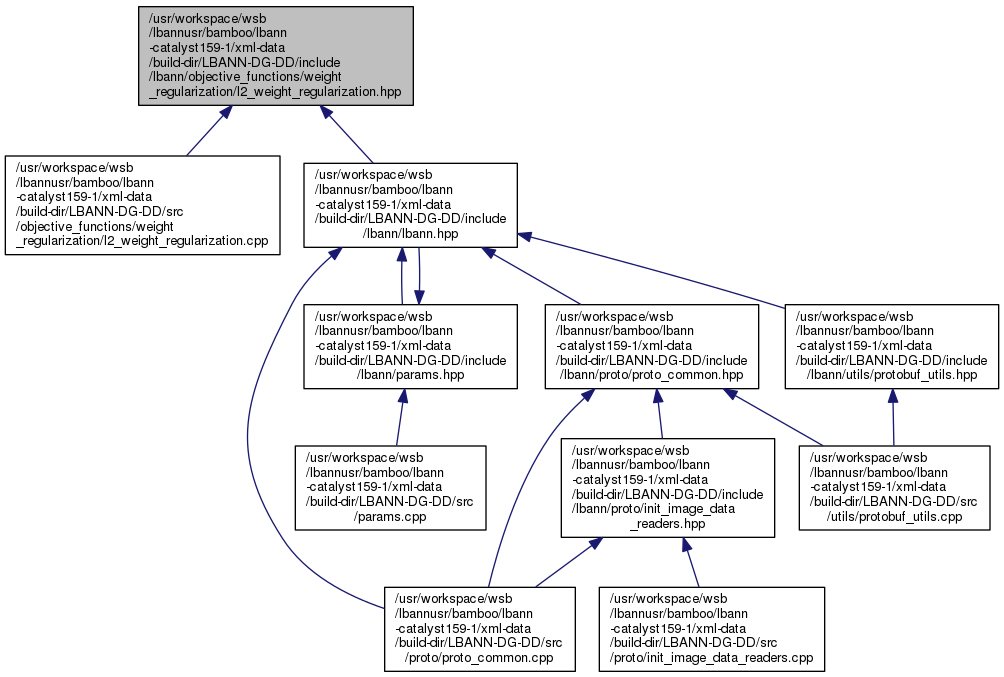 /usr/workspace/wsb
/lbannusr/bamboo/lbann
-catalyst159-1/xml-data
/build-dir/LBANN-DG-DD/include
/lbann/objective_functions/weight
_regularization/l2_weight_regularization.hpp
/usr/workspace/wsb
/lbannusr/bamboo/lbann
-catalyst159-1/xml-data
/build-dir/LBANN-DG-DD/src
/objective_functions/weight
_regularization/l2_weight_regularization.cpp
/usr/workspace/wsb
/lbannusr/bamboo/lbann
-catalyst159-1/xml-data
/build-dir/LBANN-DG-DD/include
/lbann/lbann.hpp
/usr/workspace/wsb
/lbannusr/bamboo/lbann
-catalyst159-1/xml-data
/build-dir/LBANN-DG-DD/include
/lbann/params.hpp
/usr/workspace/wsb
/lbannusr/bamboo/lbann
-catalyst159-1/xml-data
/build-dir/LBANN-DG-DD/include
/lbann/proto/proto_common.hpp
/usr/workspace/wsb
/lbannusr/bamboo/lbann
-catalyst159-1/xml-data
/build-dir/LBANN-DG-DD/include
/lbann/utils/protobuf_utils.hpp
/usr/workspace/wsb
/lbannusr/bamboo/lbann
-catalyst159-1/xml-data
/build-dir/LBANN-DG-DD/src
/params.cpp
/usr/workspace/wsb
/lbannusr/bamboo/lbann
-catalyst159-1/xml-data
/build-dir/LBANN-DG-DD/include
/lbann/proto/init_image_data
_readers.hpp
/usr/workspace/wsb
/lbannusr/bamboo/lbann
-catalyst159-1/xml-data
/build-dir/LBANN-DG-DD/src
/utils/protobuf_utils.cpp
/usr/workspace/wsb
/lbannusr/bamboo/lbann
-catalyst159-1/xml-data
/build-dir/LBANN-DG-DD/src
/proto/proto_common.cpp
/usr/workspace/wsb
/lbannusr/bamboo/lbann
-catalyst159-1/xml-data
/build-dir/LBANN-DG-DD/src
/proto/init_image_data_readers.cpp